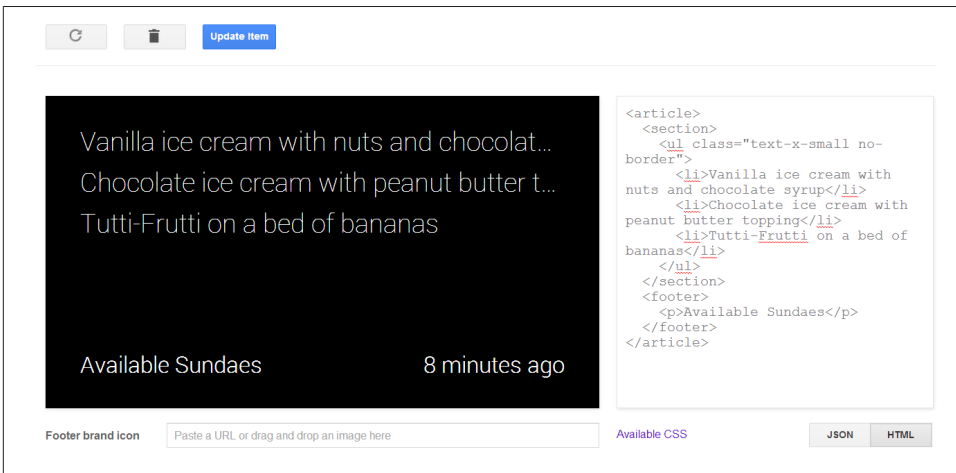 Update Item
Vanilla ice cream with nuts and chocolat...
Chocolate ice cream with peanut butter t...
Tutti-Frutti on a bed of bananas
Available Sundaes 8 minutes ago
<article>
<section>
<ul class="text-x-small no-
border">
<li>Vanilla ice cream with
nuts and chocolate syrup</li>
<li>Chocolate ice cream with
peanut butter topping</li>
<li>Tutti-Frutti on a bed of
bananas</li>
</ul>
</section>
<footer>
<p>Available Sundaes</p>
</footer>
</article>
Footer brand icon Paste a URL or drag and drop an image here
Available CSS JSON HTML